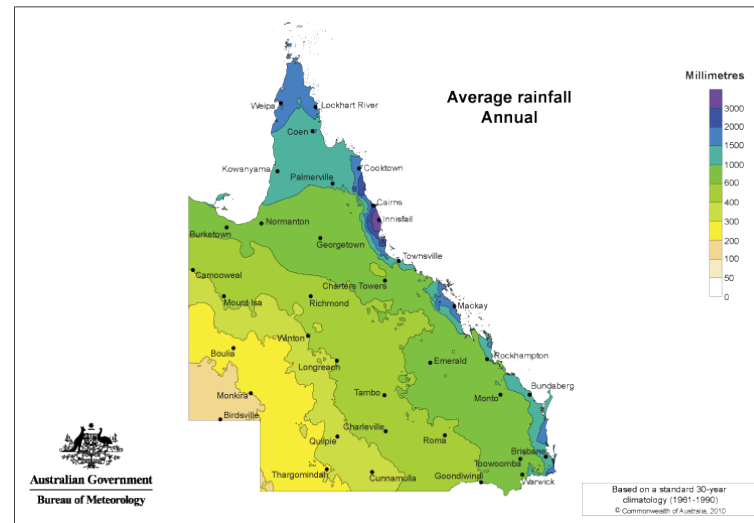 Average rainfall
Annual
Millimetres
3000
2000
1500
1000
600
400
300
200
100
50
0
Weipa
Lockhart River
Coen
Kowanyama
Cooktown
Palmerville
Cairns
Innisfail
Normanton
Burketown
Georgetown
Townsville
Camooweal
Charters Towers
Mount Isa
Richmond
Mackay
Winton
Boulia
Longreach
Emerald
Rockhampton
Monkira
Tambo
Monto
Bundaberg
Birdsville
Charleville
Quilpie
Roma
Brisbane
Toowoomba
Thargomindah
Cunnamulla
Goondiwindi
Warwick
Australian Government
Bureau of Meteorology
Based on a standard 30-year
climatology (1961-1990)
© Commonwealth of Australia, 2010